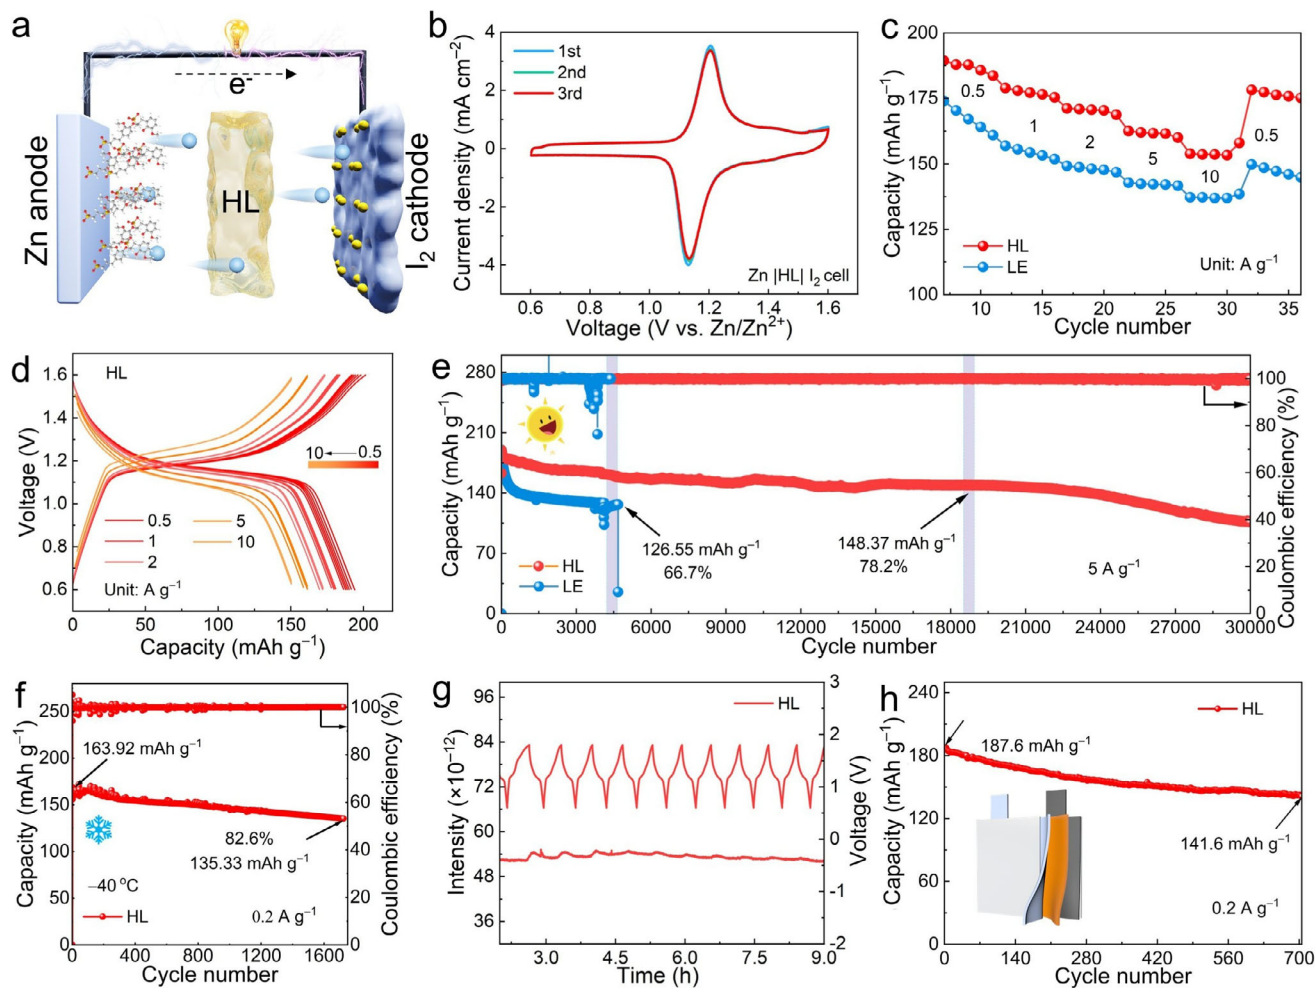 a
e⁻
Zn anode
HL
I₂ cathode
b
1st
2nd
3rd
Current density (mA cm⁻²)
4
2
0
−2
−4
Zn |HL| I₂ cell
0.6 0.8 1.0 1.2 1.4 1.6
Voltage (V vs. Zn/Zn²⁺)
c
Capacity (mAh g⁻¹)
200
175
150
125
100
0.5
1
2
5
10
0.5
HL
LE
Unit: A g⁻¹
10 15 20 25 30 35
Cycle number
d
HL
Voltage (V)
1.6
1.4
1.2
1.0
0.8
0.6
10←0.5
0.5 5
1 10
2
Unit: A g⁻¹
0 50 100 150 200
Capacity (mAh g⁻¹)
e
Capacity (mAh g⁻¹)
280
210
140
70
0
126.55 mAh g⁻¹
66.7%
148.37 mAh g⁻¹
78.2%
HL
LE
5 A g⁻¹
100
80
60
40
20
0
Coulombic efficiency (%)
0 3000 6000 9000 12000 15000 18000 21000 24000 27000 30000
Cycle number
f
Capacity (mAh g⁻¹)
250
200
150
100
50
0
163.92 mAh g⁻¹
82.6%
135.33 mAh g⁻¹
−40 °C
HL
0.2 A g⁻¹
100
80
60
40
20
0
Coulombic efficiency (%)
0 400 800 1200 1600
Cycle number
g
HL
Intensity (×10⁻¹²)
96
84
72
60
48
36
3
2
1
0
−1
−2
Voltage (V)
3.0 4.5 6.0 7.5 9.0
Time (h)
h
HL
Capacity (mAh g⁻¹)
240
180
120
60
0
187.6 mAh g⁻¹
141.6 mAh g⁻¹
0.2 A g⁻¹
0 140 280 420 560 700
Cycle number